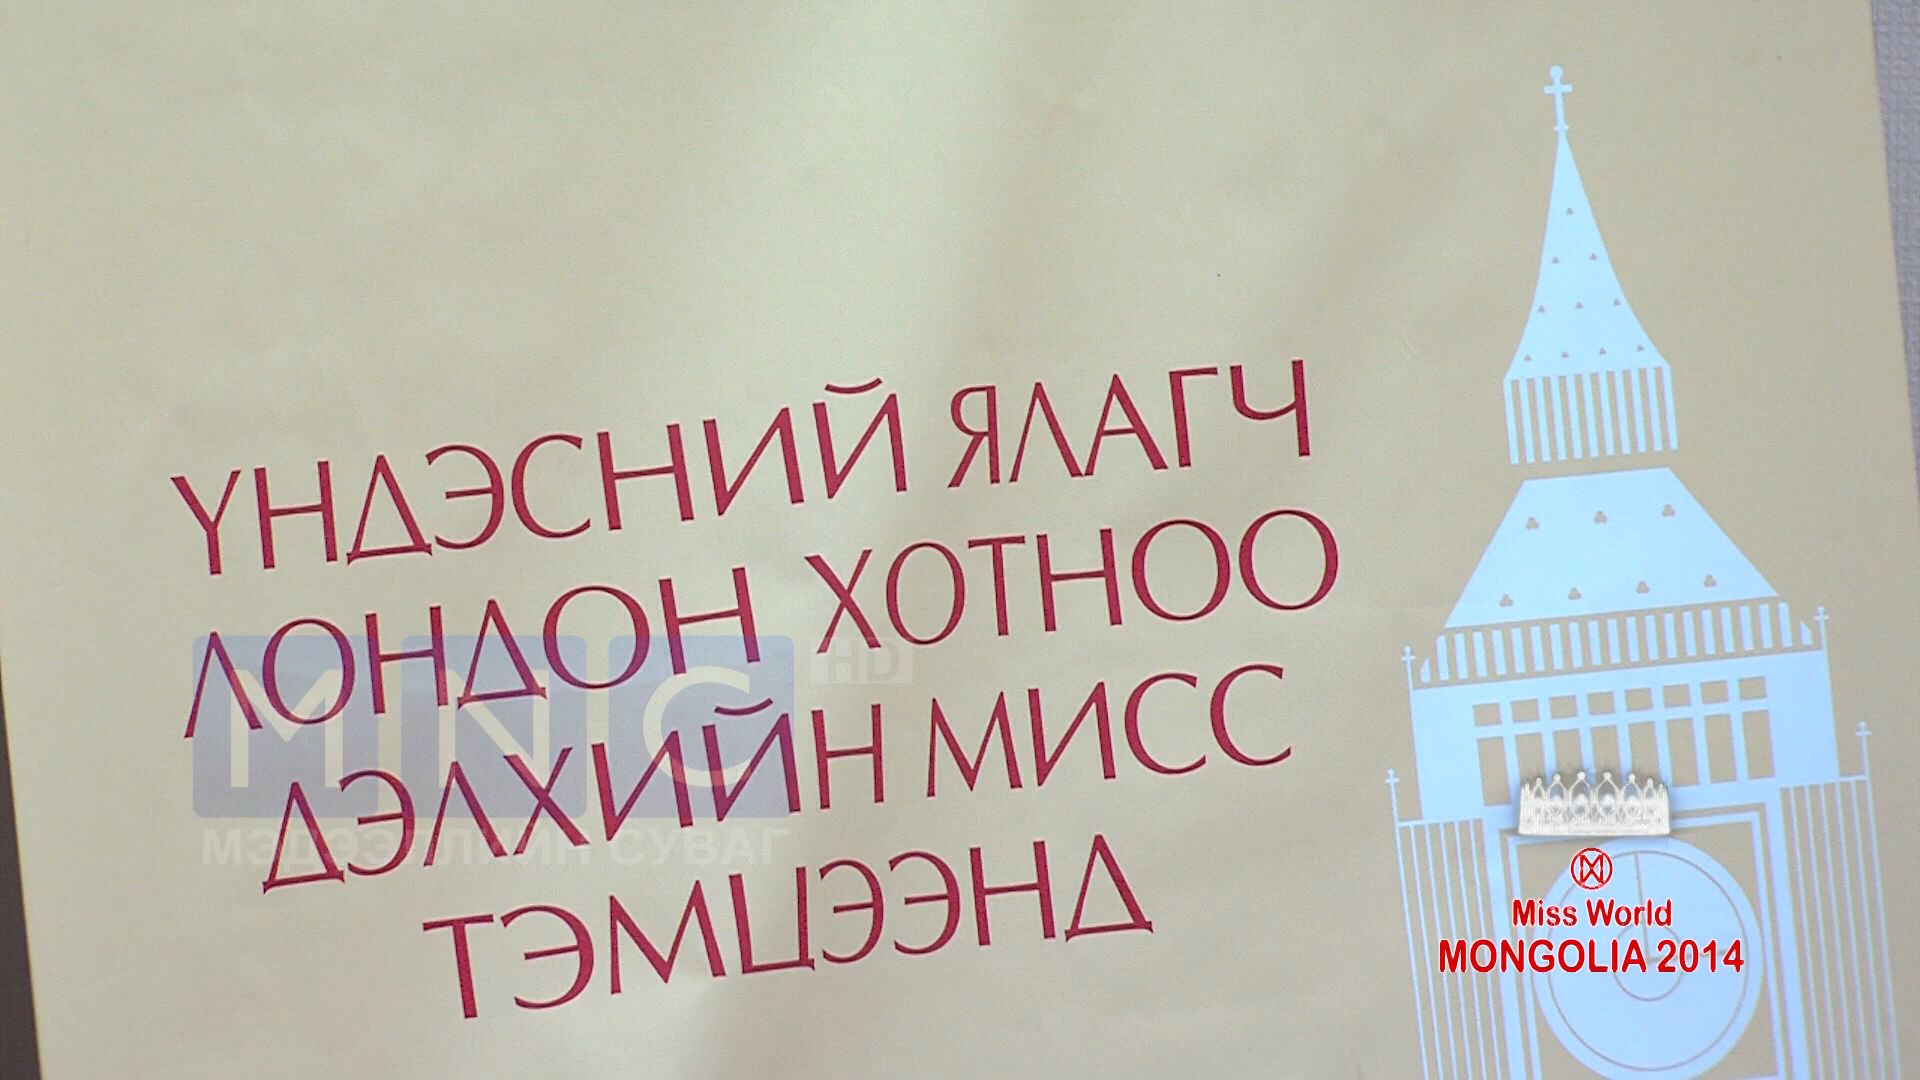 ҮНДЭСНИЙ ЯЛАГЧ
ЛОНДОН ХОТНОО
ДЭЛХИЙН МИСС
ТЭМЦЭЭНД
MNC HD
МЭДЭЭЛЛИЙН СУВАГ
Miss World
MONGOLIA 2014